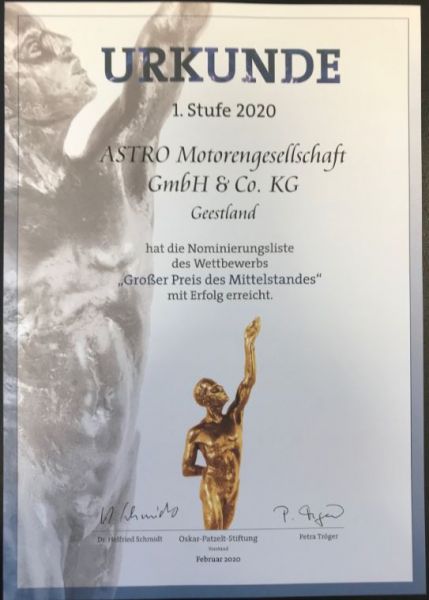 URKUNDE
1. Stufe 2020
ASTRO Motorengesellschaft
GmbH & Co. KG
Geestland
hat die Nominierungsliste
des Wettbewerbs
„Großer Preis des Mittelstandes“
mit Erfolg erreicht.
Dr. Helfried Schmidt Oskar-Patzelt-Stiftung Petra Tröger
Vorstand
Februar 2020